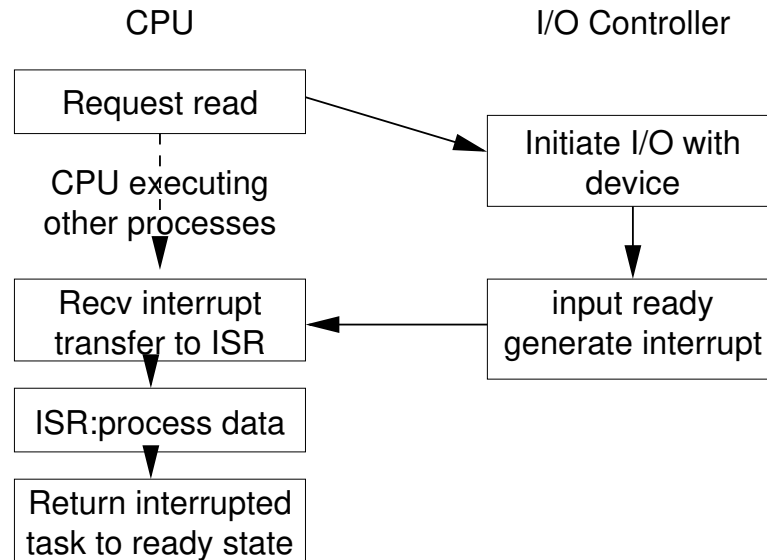 CPU
I/O Controller
Request read
Initiate I/O with
device
CPU executing
other processes
Recv interrupt
transfer to ISR
input ready
generate interrupt
ISR:process data
Return interrupted
task to ready state